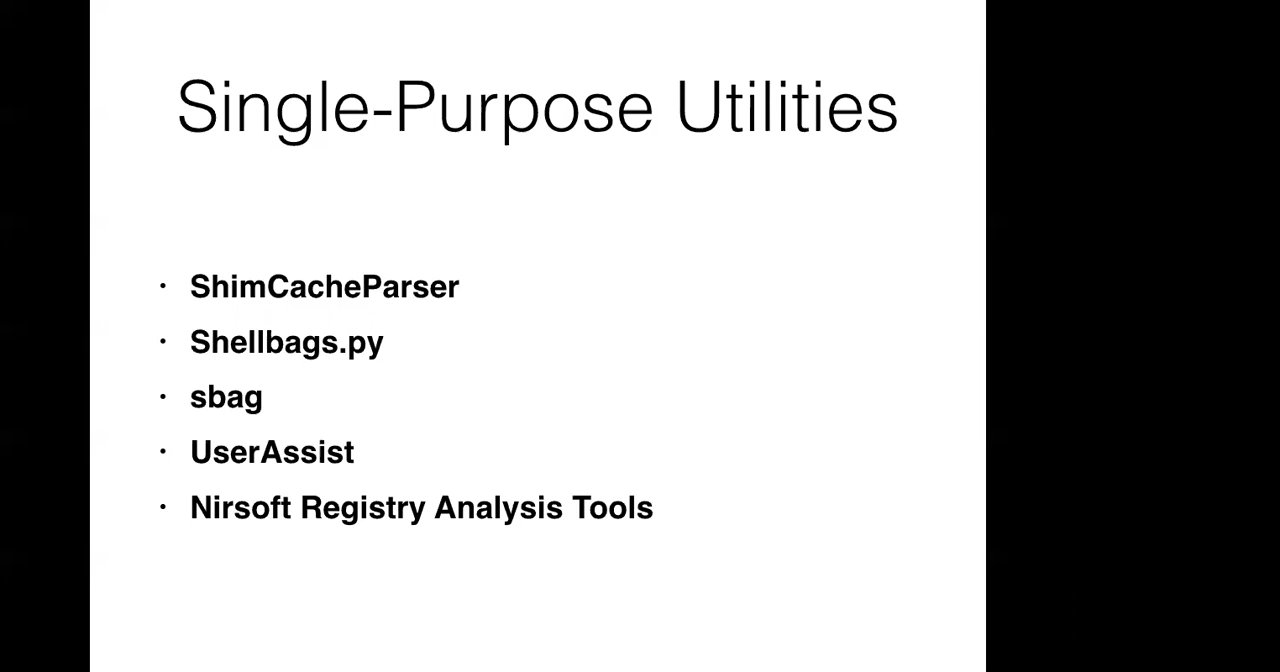 Single-Purpose Utilities
• ShimCacheParser
• Shellbags.py
• sbag
• UserAssist
• Nirsoft Registry Analysis Tools